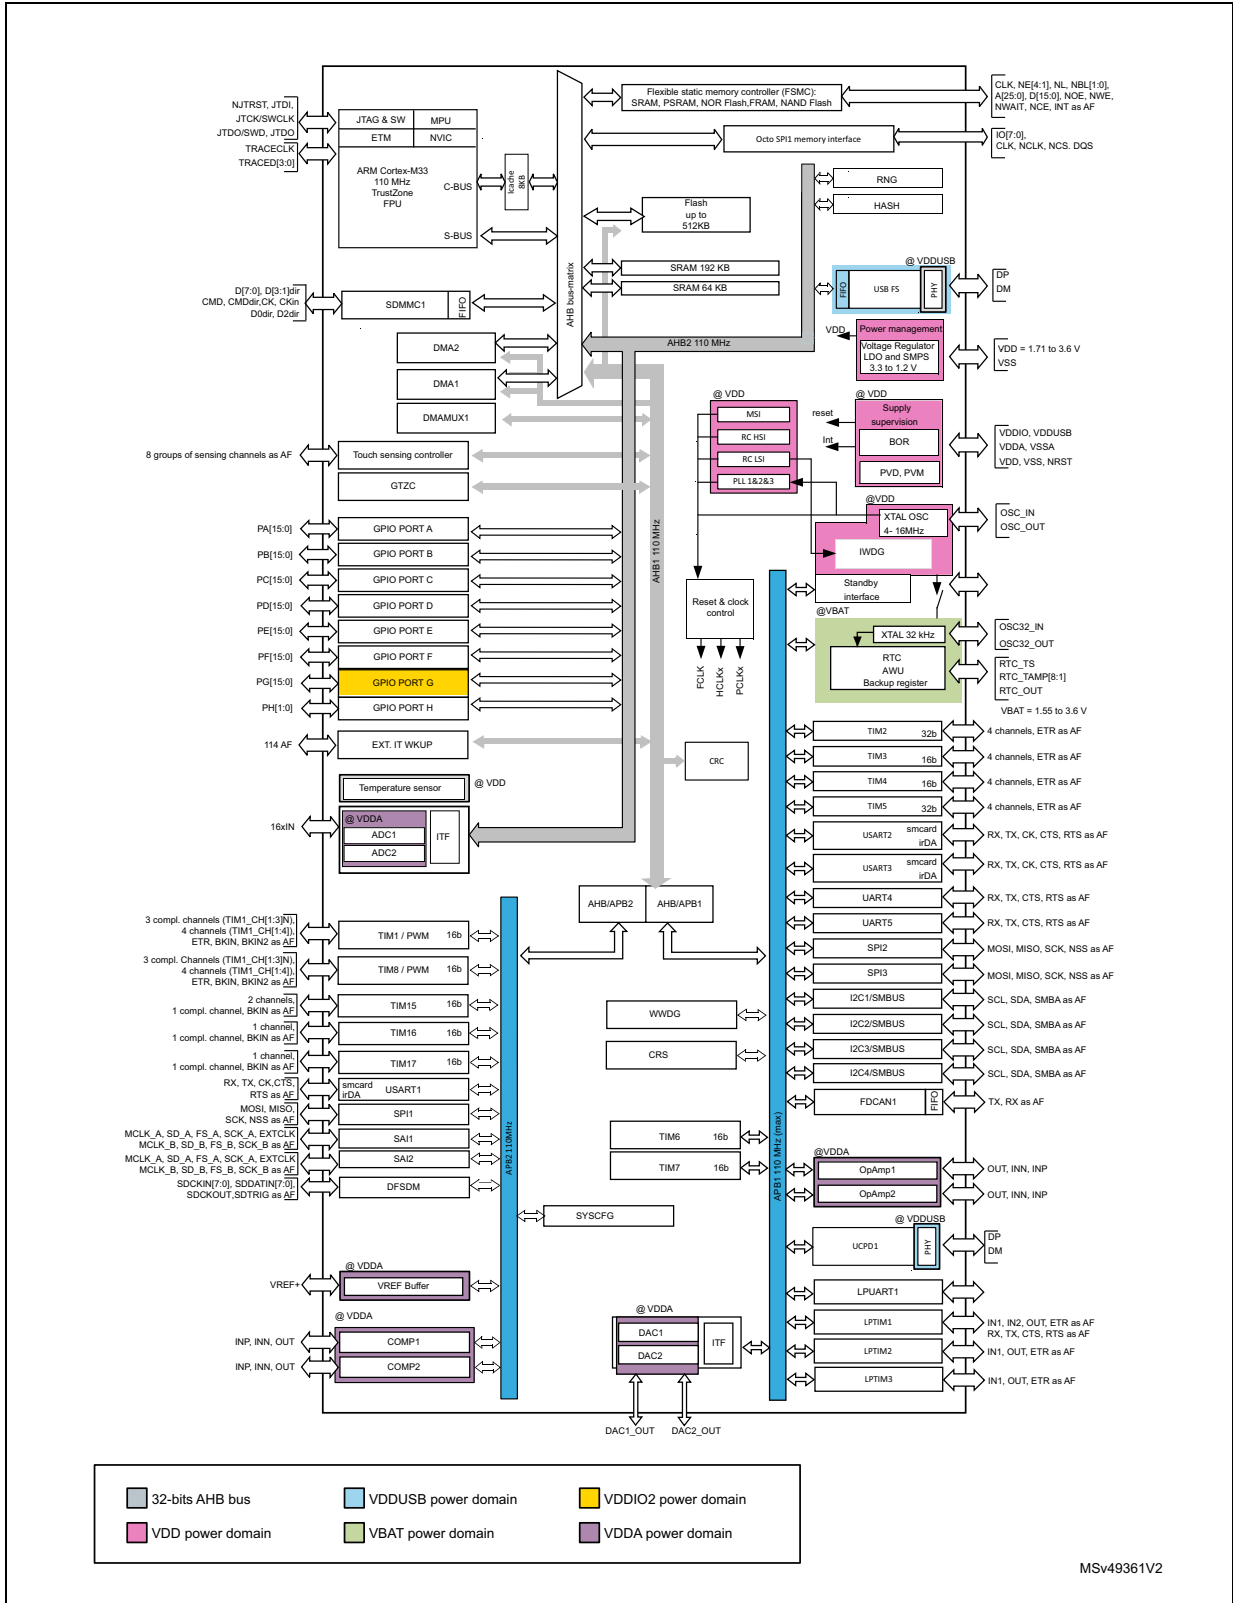 NJTRST, JTDI,
JTCK/SWCLK
JTDO/SWD, JTDO
TRACECLK
TRACED[3:0]
JTAG & SW
MPU
ETM
NVIC
ARM Cortex-M33
110 MHz
TrustZone
FPU
C-BUS
S-BUS
Icache
8KB
AHB bus-matrix
Flexible static memory controller (FSMC):
SRAM, PSRAM, NOR Flash,FRAM, NAND Flash
CLK, NE[4:1], NL, NBL[1:0],
A[25:0], D[15:0], NOE, NWE,
NWAIT, NCE, INT as AF
Octo SPI1 memory interface
IO[7:0],
CLK, NCLK, NCS. DQS
RNG
HASH
Flash
up to
512KB
SRAM 192 KB
SRAM 64 KB
@ VDDUSB
FIFO
USB FS
PHY
DP
DM
D[7:0], D[3:1]dir
CMD, CMDdir,CK, CKin
D0dir, D2dir
SDMMC1
FIFO
AHB2 110 MHz
VDD
Power management
Voltage Regulator
LDO and SMPS
3.3 to 1.2 V
VDD = 1.71 to 3.6 V
VSS
DMA2
DMA1
DMAMUX1
@ VDD
MSI
RC HSI
RC LSI
PLL 1&2&3
@ VDD
reset
Int
Supply
supervision
BOR
PVD, PVM
VDDIO, VDDUSB
VDDA, VSSA
VDD, VSS, NRST
8 groups of sensing channels as AF
Touch sensing controller
GTZC
@VDD
XTAL OSC
4- 16MHz
IWDG
OSC_IN
OSC_OUT
AHB1 110 MHz
PA[15:0]
GPIO PORT A
PB[15:0]
GPIO PORT B
PC[15:0]
GPIO PORT C
PD[15:0]
GPIO PORT D
PE[15:0]
GPIO PORT E
PF[15:0]
GPIO PORT F
PG[15:0]
GPIO PORT G
PH[1:0]
GPIO PORT H
Reset & clock
control
FCLK
HCLKx
PCLKx
Standby
interface
@VBAT
XTAL 32 kHz
RTC
AWU
Backup register
OSC32_IN
OSC32_OUT
RTC_TS
RTC_TAMP[8:1]
RTC_OUT
VBAT = 1.55 to 3.6 V
114 AF
EXT. IT WKUP
CRC
Temperature sensor
@ VDD
16xIN
@ VDDA
ADC1
ADC2
ITF
TIM2
32b
4 channels, ETR as AF
TIM3
16b
4 channels, ETR as AF
TIM4
16b
4 channels, ETR as AF
TIM5
32b
4 channels, ETR as AF
USART2
smcard
irDA
RX, TX, CK, CTS, RTS as AF
USART3
smcard
irDA
RX, TX, CK, CTS, RTS as AF
UART4
RX, TX, CTS, RTS as AF
UART5
RX, TX, CTS, RTS as AF
SPI2
MOSI, MISO, SCK, NSS as AF
SPI3
MOSI, MISO, SCK, NSS as AF
I2C1/SMBUS
SCL, SDA, SMBA as AF
I2C2/SMBUS
SCL, SDA, SMBA as AF
I2C3/SMBUS
SCL, SDA, SMBA as AF
I2C4/SMBUS
SCL, SDA, SMBA as AF
FDCAN1
FIFO
TX, RX as AF
AHB/APB2
AHB/APB1
3 compl. channels (TIM1_CH[1:3]N),
4 channels (TIM1_CH[1:4]),
ETR, BKIN, BKIN2 as AF
TIM1 / PWM
16b
3 compl. Channels (TIM1_CH[1:3]N),
4 channels (TIM1_CH[1:4]),
ETR, BKIN, BKIN2 as AF
TIM8 / PWM
16b
2 channels,
1 compl. channel, BKIN as AF
TIM15
16b
1 channel,
1 compl. channel, BKIN as AF
TIM16
16b
1 channel,
1 compl. channel, BKIN as AF
TIM17
16b
RX, TX, CK,CTS,
RTS as AF
smcard
irDA
USART1
MOSI, MISO,
SCK, NSS as AF
SPI1
MCLK_A, SD_A, FS_A, SCK_A, EXTCLK
MCLK_B, SD_B, FS_B, SCK_B as AF
SAI1
MCLK_A, SD_A, FS_A, SCK_A, EXTCLK
MCLK_B, SD_B, FS_B, SCK_B as AF
SAI2
SDCKIN[7:0], SDDATIN[7:0],
SDCKOUT,SDTRIG as AF
DFSDM
APB2 110MHz
WWDG
CRS
TIM6
16b
TIM7
16b
APB1 110 MHz (max)
SYSCFG
@VDDA
OpAmp1
OUT, INN, INP
OpAmp2
OUT, INN, INP
@ VDDUSB
UCPD1
PHY
DP
DM
@ VDDA
VREF+
VREF Buffer
LPUART1
LPTIM1
IN1, IN2, OUT, ETR as AF
RX, TX, CTS, RTS as AF
LPTIM2
IN1, OUT, ETR as AF
LPTIM3
IN1, OUT, ETR as AF
@ VDDA
INP, INN, OUT
COMP1
INP, INN, OUT
COMP2
@ VDDA
DAC1
DAC2
ITF
DAC1_OUT
DAC2_OUT
32-bits AHB bus
VDDUSB power domain
VDDIO2 power domain
VDD power domain
VBAT power domain
VDDA power domain
MSv49361V2